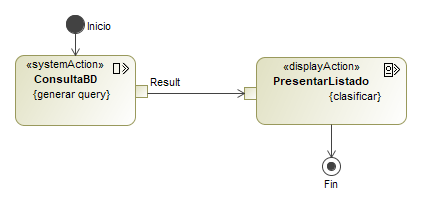 Inicio
«systemAction»
ConsultaBD
{generar query}
Result
«displayAction»
PresentarListado
{clasificar}
Fin